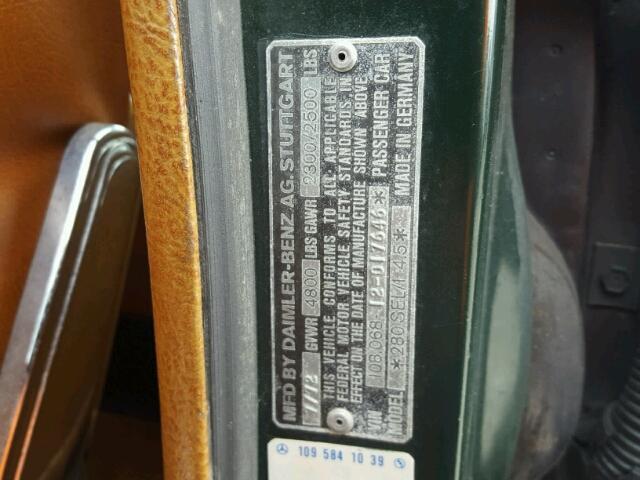 MFD BY DAIMLER-BENZ AG. STUTTGART
1/72 GVWR 4800 LBS GAWR 2300/2500 LBS
THIS VEHICLE CONFORMS TO ALL APPLICABLE
FEDERAL MOTOR VEHICLE SAFETY STANDARDS IN
EFFECT ON THE DATE OF MANUFACTURE SHOWN ABOVE
VIN 108.068-12-017646*3 PASSENGER CAR
MODEL *280 SEL/F-4.5* MADE IN GERMANY
109 584 10 39